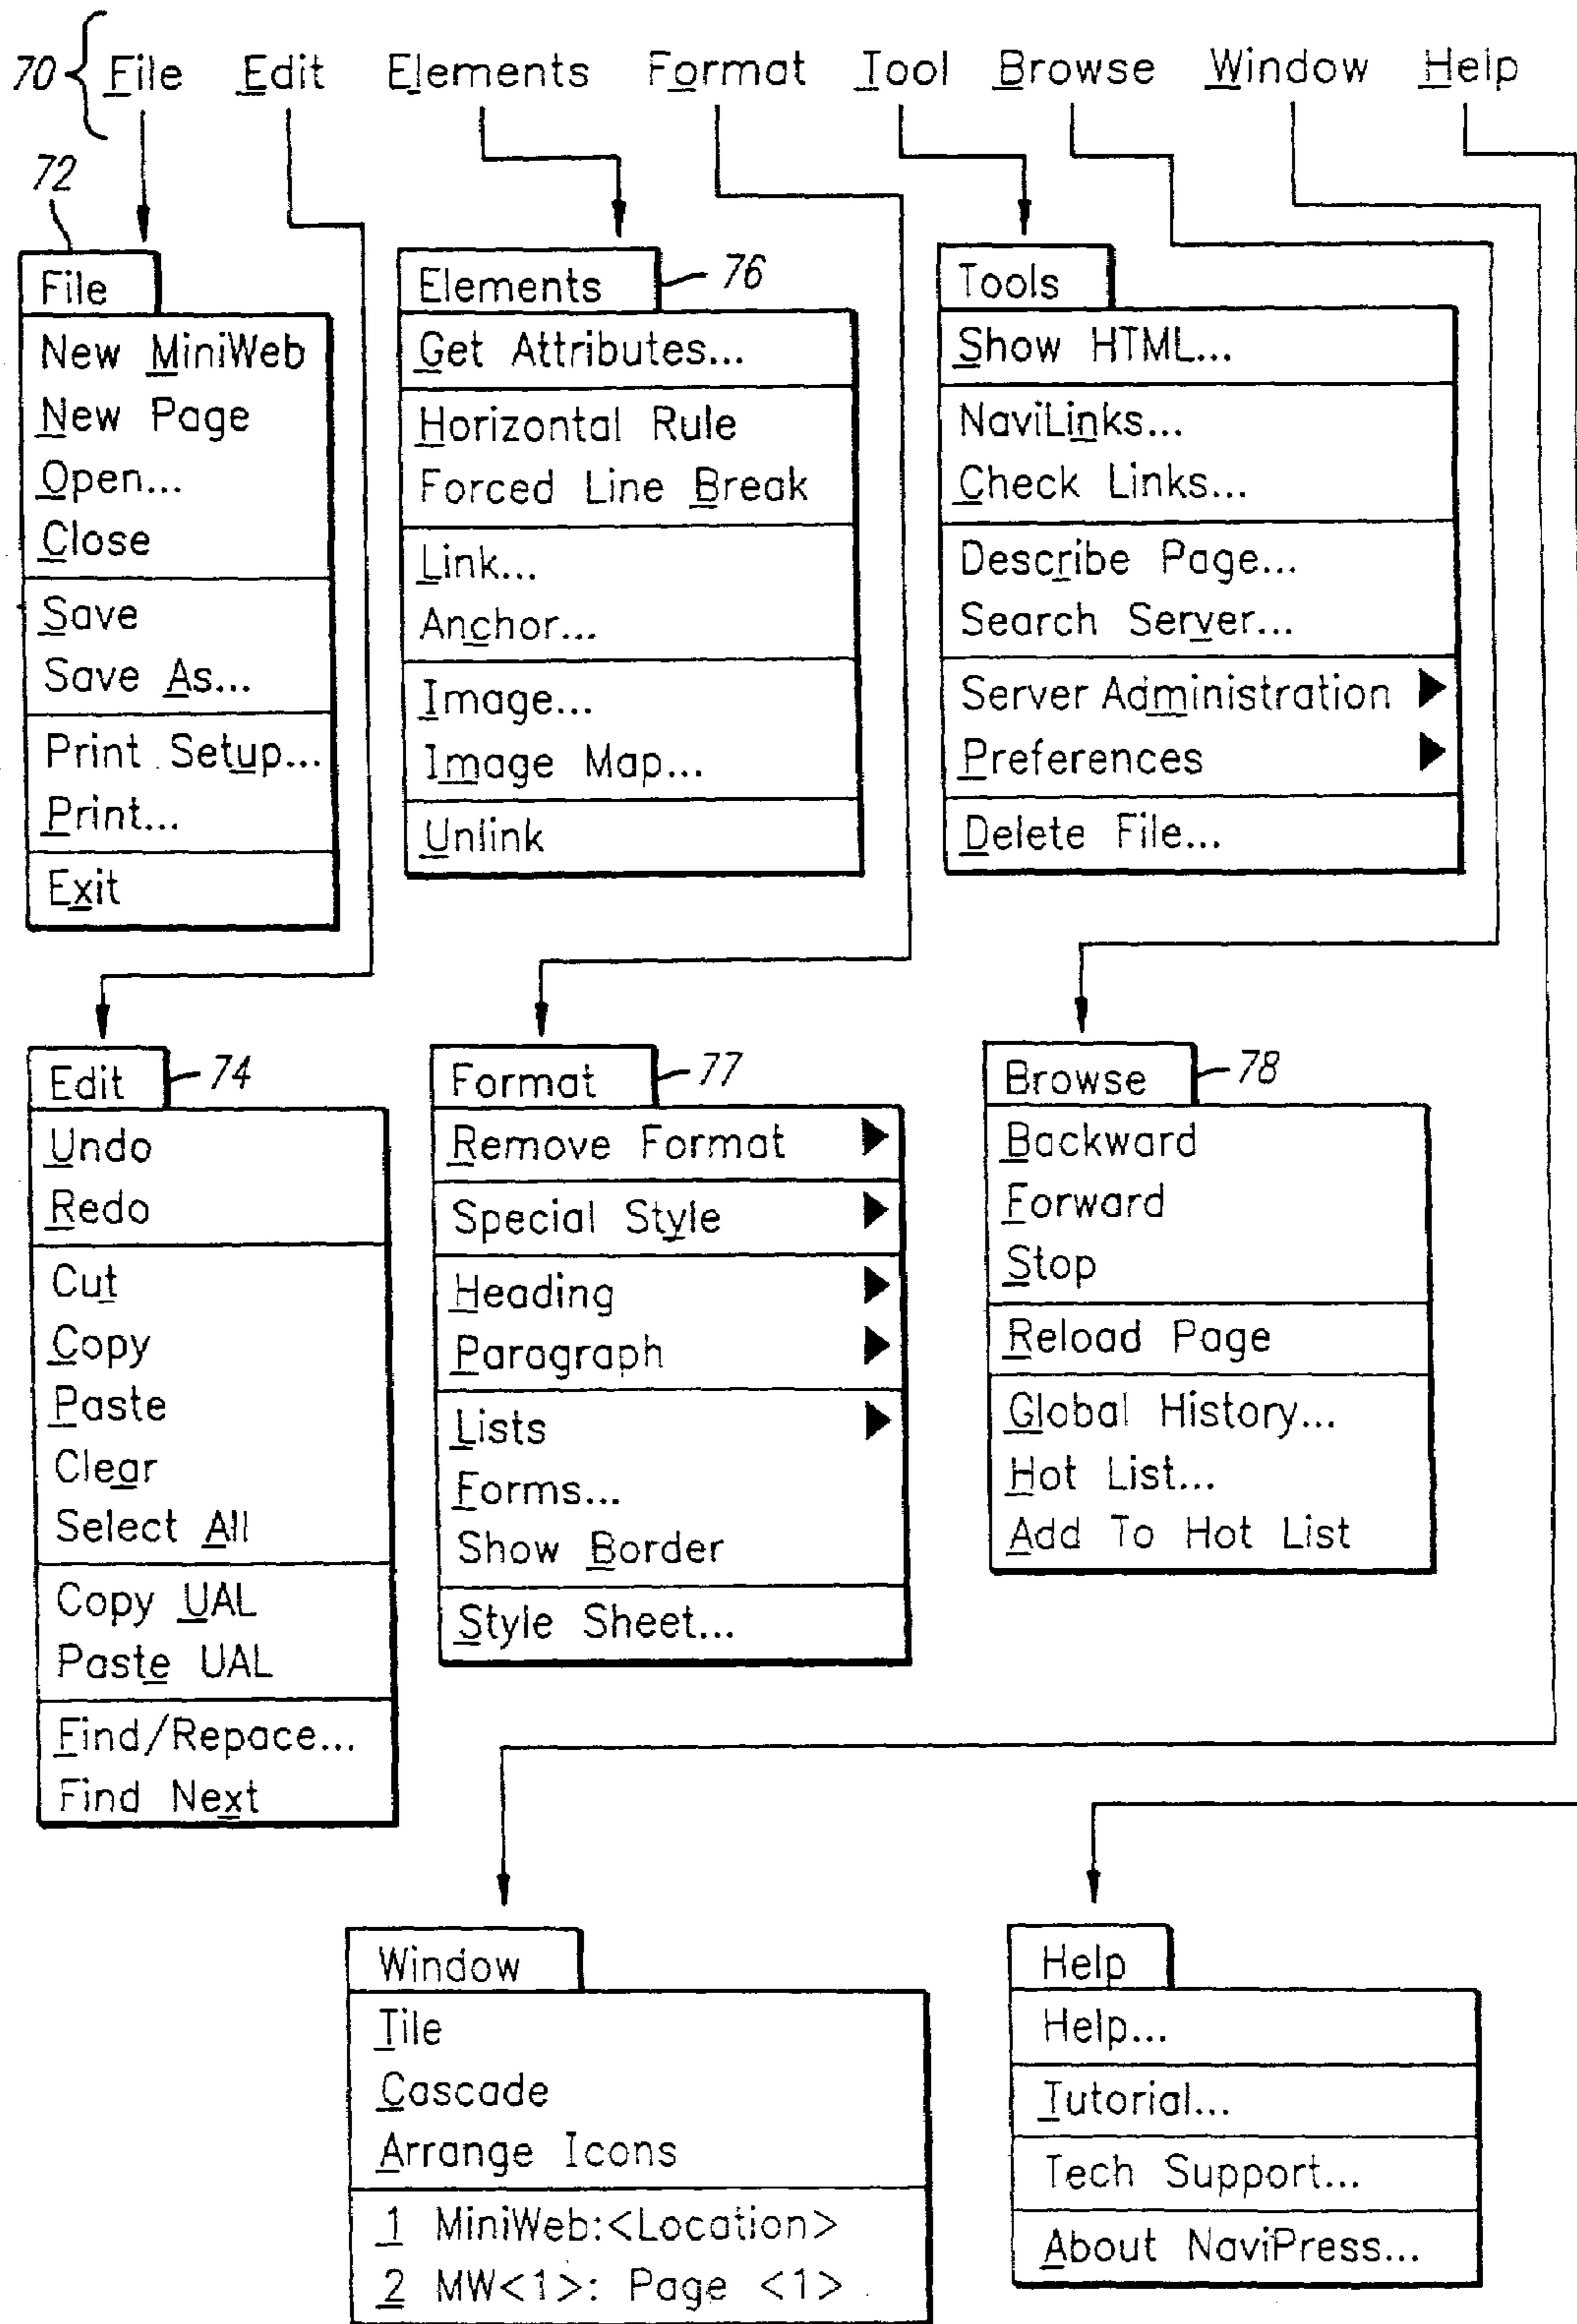 70 File Edit Elements Format Tool Browse Window Help
72
File
New MiniWeb
New Page
Open...
Close
Save
Save As...
Print Setup...
Print...
Exit
Elements 76
Get Attributes...
Horizontal Rule
Forced Line Break
Link...
Anchor...
Image...
Image Map...
Unlink
Tools
Show HTML...
NaviLinks...
Check Links...
Describe Page...
Search Server...
Server Administration
Preferences
Delete File...
Edit 74
Undo
Redo
Cut
Copy
Paste
Clear
Select All
Copy UAL
Paste UAL
Find/Repace...
Find Next
Format 77
Remove Format
Special Style
Heading
Paragraph
Lists
Forms...
Show Border
Style Sheet...
Browse 78
Backward
Forward
Stop
Reload Page
Global History...
Hot List...
Add To Hot List
Window
Tile
Cascade
Arrange Icons
1 MiniWeb:<Location>
2 MW<1>: Page <1>
Help
Help...
Tutorial...
Tech Support...
About NaviPress...